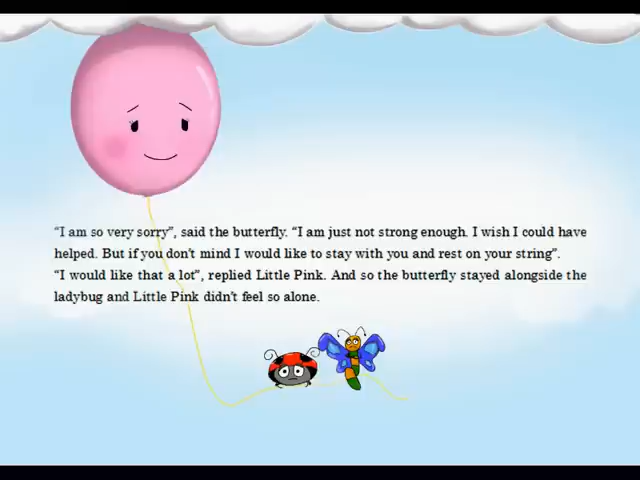 “I am so very sorry”, said the butterfly. “I am just not strong enough. I wish I could have
helped. But if you don't mind I would like to stay with you and rest on your string”.
“I would like that a lot”, replied Little Pink. And so the butterfly stayed alongside the
ladybug and Little Pink didn't feel so alone.